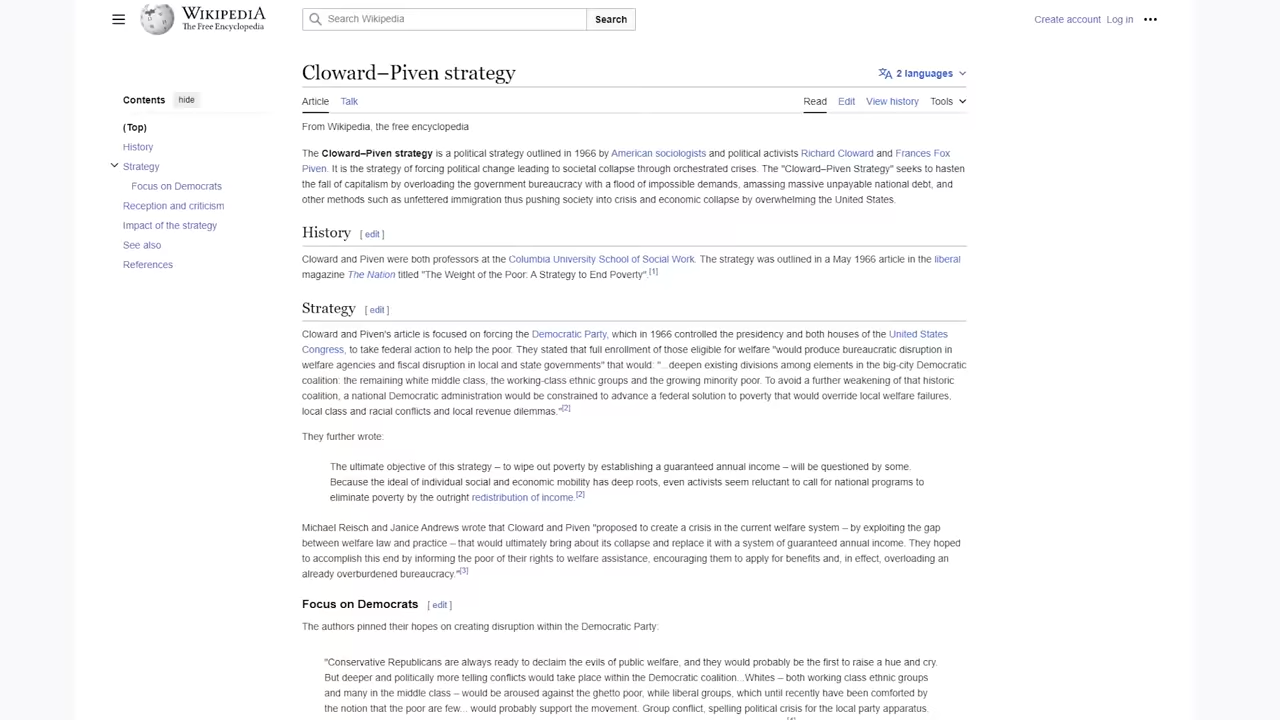 WIKIPEDIA
The Free Encyclopedia
Search Wikipedia
Search
Create account Log in
Cloward–Piven strategy
2 languages
Contents hide
Article Talk
Read Edit View history Tools
(Top)
History
Strategy
Focus on Democrats
Reception and criticism
Impact of the strategy
See also
References
From Wikipedia, the free encyclopedia
The Cloward–Piven strategy is a political strategy outlined in 1966 by American sociologists and political activists Richard Cloward and Frances Fox
Piven. It is the strategy of forcing political change leading to societal collapse through orchestrated crises. The "Cloward–Piven Strategy" seeks to hasten
the fall of capitalism by overloading the government bureaucracy with a flood of impossible demands, amassing massive unpayable national debt, and
other methods such as unfettered immigration thus pushing society into crisis and economic collapse by overwhelming the United States.
History [ edit ]
Cloward and Piven were both professors at the Columbia University School of Social Work. The strategy was outlined in a May 1966 article in the liberal
magazine The Nation titled "The Weight of the Poor: A Strategy to End Poverty".[1]
Strategy [ edit ]
Cloward and Piven's article is focused on forcing the Democratic Party, which in 1966 controlled the presidency and both houses of the United States
Congress, to take federal action to help the poor. They stated that full enrollment of those eligible for welfare "would produce bureaucratic disruption in
welfare agencies and fiscal disruption in local and state governments" that would: "...deepen existing divisions among elements in the big-city Democratic
coalition: the remaining white middle class, the working-class ethnic groups and the growing minority poor. To avoid a further weakening of that historic
coalition, a national Democratic administration would be constrained to advance a federal solution to poverty that would override local welfare failures,
local class and racial conflicts and local revenue dilemmas."[2]
They further wrote:
The ultimate objective of this strategy – to wipe out poverty by establishing a guaranteed annual income – will be questioned by some.
Because the ideal of individual social and economic mobility has deep roots, even activists seem reluctant to call for national programs to
eliminate poverty by the outright redistribution of income.[2]
Michael Reisch and Janice Andrews wrote that Cloward and Piven "proposed to create a crisis in the current welfare system – by exploiting the gap
between welfare law and practice – that would ultimately bring about its collapse and replace it with a system of guaranteed annual income. They hoped
to accomplish this end by informing the poor of their rights to welfare assistance, encouraging them to apply for benefits and, in effect, overloading an
already overburdened bureaucracy."[3]
Focus on Democrats [ edit ]
The authors pinned their hopes on creating disruption within the Democratic Party:
"Conservative Republicans are always ready to declaim the evils of public welfare, and they would probably be the first to raise a hue and cry.
But deeper and politically more telling conflicts would take place within the Democratic coalition...Whites – both working class ethnic groups
and many in the middle class – would be aroused against the ghetto poor, while liberal groups, which until recently have been comforted by
the notion that the poor are few... would probably support the movement. Group conflict, spelling political crisis for the local party apparatus.